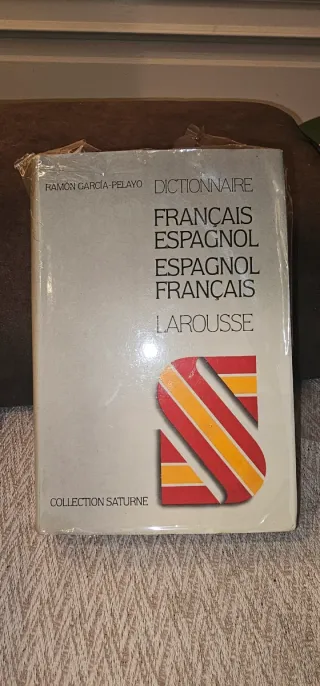 RAMÓN GARCÍA-PELAYO
DICTIONNAIRE
FRANÇAIS
ESPAGNOL
ESPAGNOL
FRANÇAIS
LAROUSSE
COLLECTION SATURNE